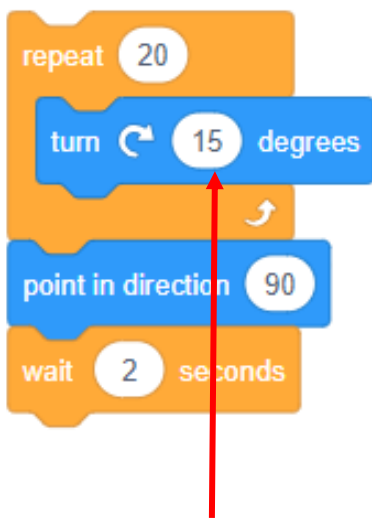 repeat 20
turn 15 degrees
point in direction 90
wait 2 seconds